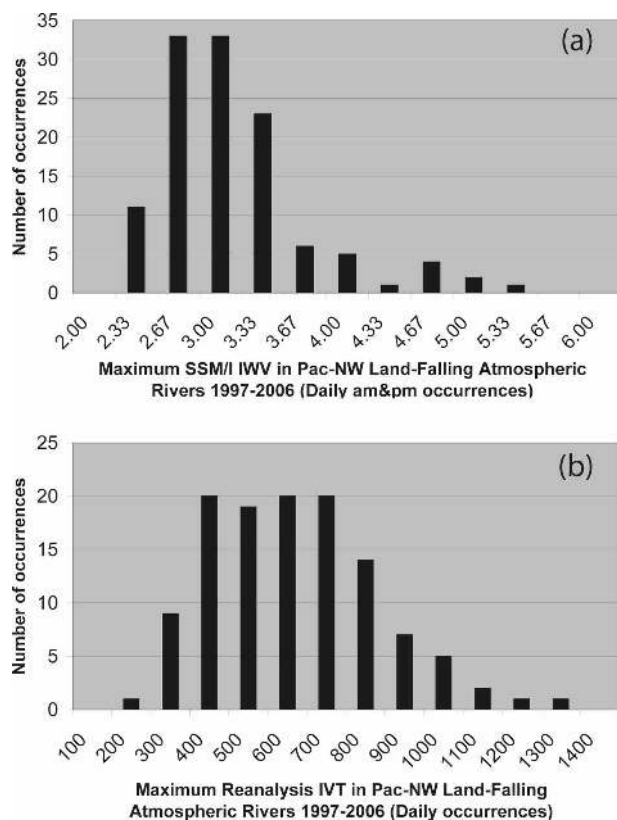 (a)
Number of occurrences
35
30
25
20
15
10
5
0
2.00 2.33 2.67 3.00 3.33 3.67 4.00 4.33 4.67 5.00 5.33 5.67 6.00
Maximum SSM/I IWV in Pac-NW Land-Falling Atmospheric
Rivers 1997-2006 (Daily am&pm occurrences)
(b)
Number of occurrences
25
20
15
10
5
0
100 200 300 400 500 600 700 800 900 1000 1100 1200 1300 1400
Maximum Reanalysis IVT in Pac-NW Land-Falling
Atmospheric Rivers 1997-2006 (Daily occurrences)